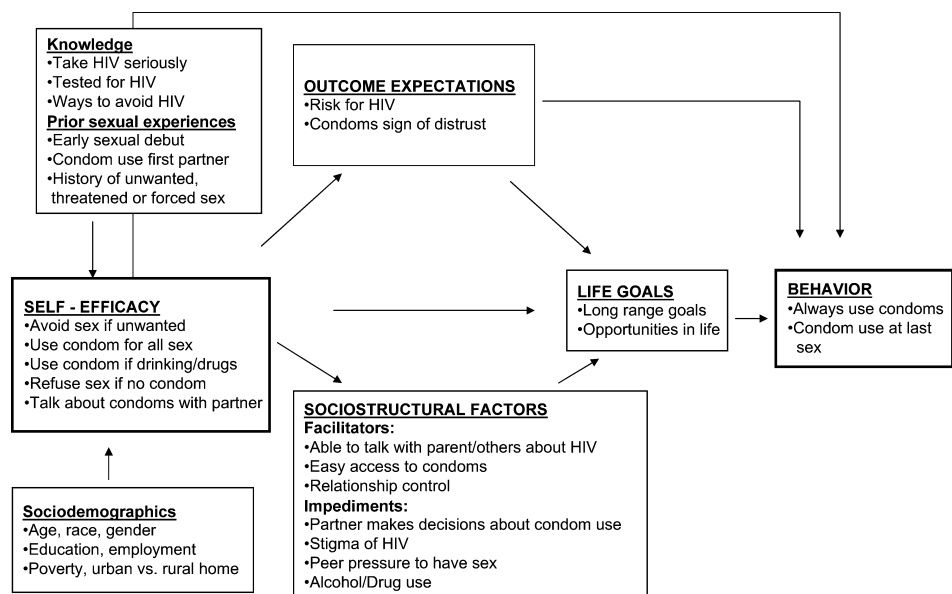 Knowledge
•Take HIV seriously
•Tested for HIV
•Ways to avoid HIV
Prior sexual experiences
•Early sexual debut
•Condom use first partner
•History of unwanted,
threatened or forced sex
OUTCOME EXPECTATIONS
•Risk for HIV
•Condoms sign of distrust
SELF - EFFICACY
•Avoid sex if unwanted
•Use condom for all sex
•Use condom if drinking/drugs
•Refuse sex if no condom
•Talk about condoms with partner
LIFE GOALS
•Long range goals
•Opportunities in life
BEHAVIOR
•Always use condoms
•Condom use at last
sex
SOCIOSTRUCTURAL FACTORS
Facilitators:
•Able to talk with parent/others about HIV
•Easy access to condoms
•Relationship control
Impediments:
•Partner makes decisions about condom use
•Stigma of HIV
•Peer pressure to have sex
•Alcohol/Drug use
Sociodemographics
•Age, race, gender
•Education, employment
•Poverty, urban vs. rural home